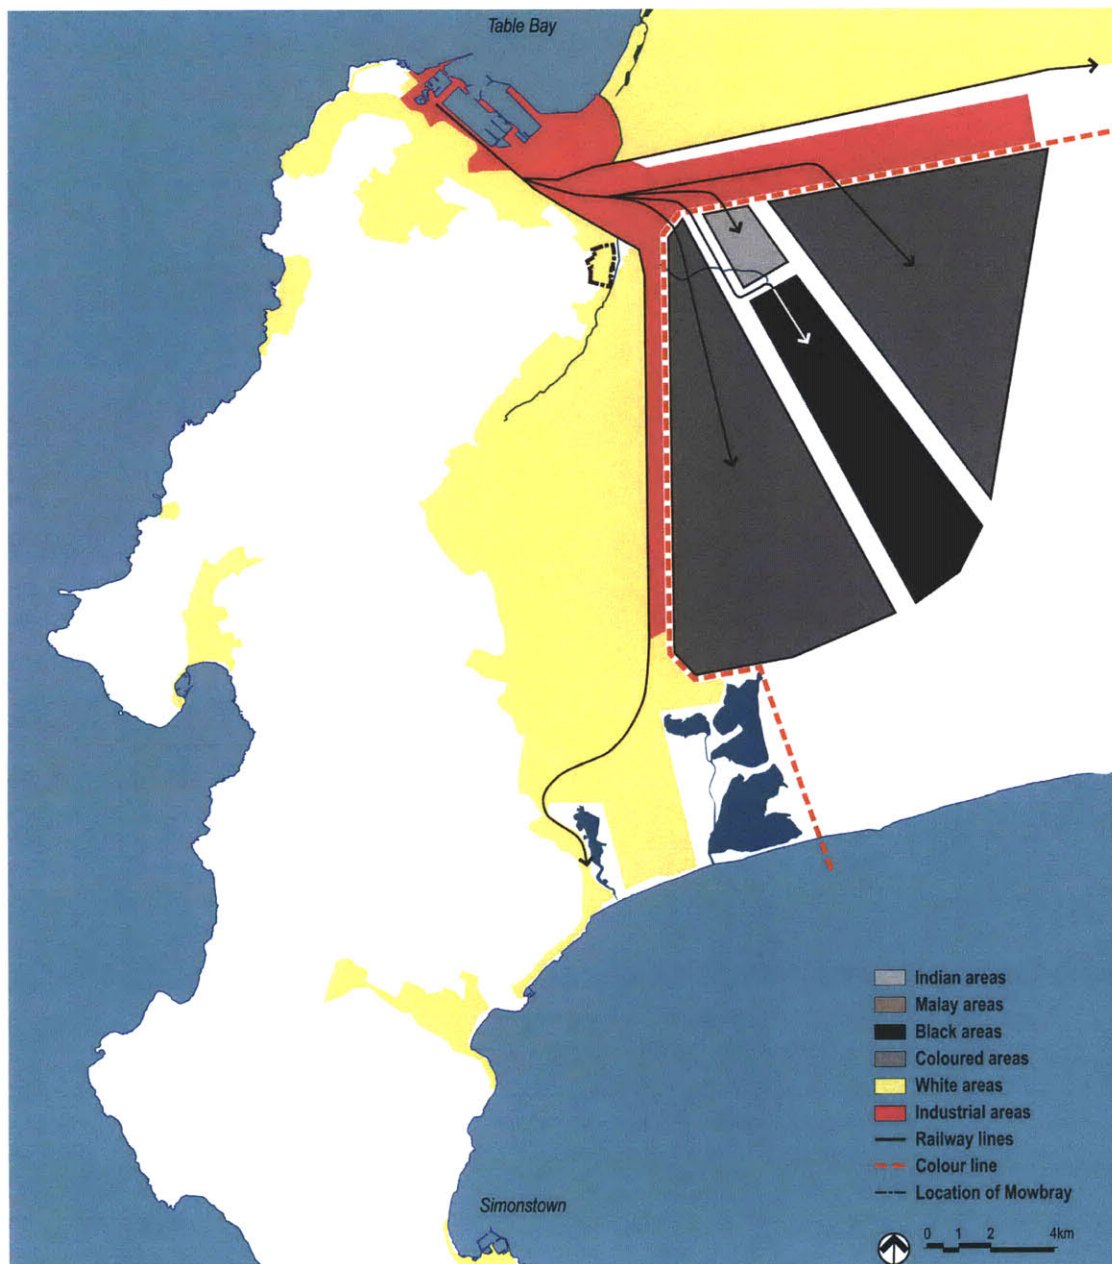 Table Bay
Indian areas
Malay areas
Black areas
Coloured areas
White areas
Industrial areas
Railway lines
Colour line
Location of Mowbray
Simonstown
0 1 2 4km